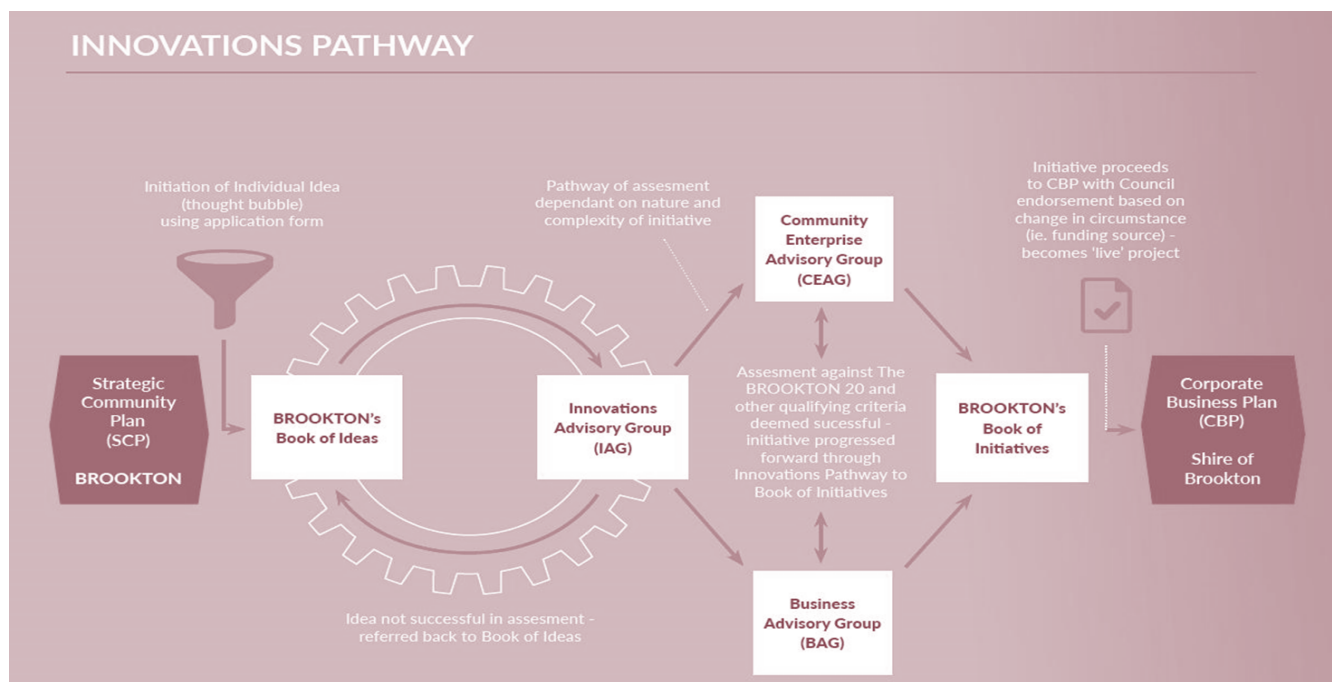 INNOVATIONS PATHWAY
Initiation of Individual Idea
(thought bubble)
using application form
Strategic
Community
Plan
(SCP)
BROOKTON
BROOKTON's
Book of Ideas
Innovations
Advisory Group
(IAG)
Idea not successful in assesment -
referred back to Book of Ideas
Pathway of assesment
dependant on nature and
complexity of initiative
Community
Enterprise
Advisory Group
(CEAG)
Assesment against The
BROOKTON 20 and
other qualifying criteria
deemed sucessful -
initiative progressed
forward through
Innovations Pathway to
Book of Initiatives
Business
Advisory Group
(BAG)
BROOKTON's
Book of
Initiatives
Initiative proceeds
to CBP with Council
endorsement based on
change in circumstance
(ie. funding source) -
becomes 'live' project
Corporate
Business Plan
(CBP)
Shire of
Brookton